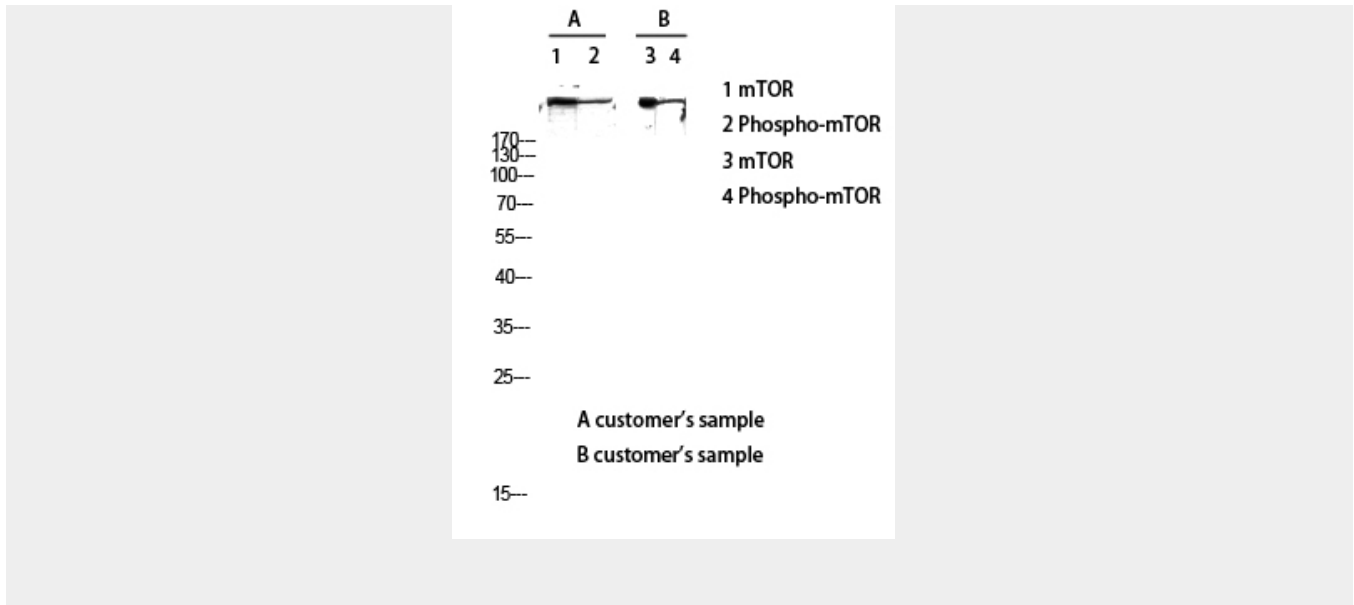 A B
1 2 3 4
1 mTOR
2 Phospho-mTOR
3 mTOR
4 Phospho-mTOR
170---
130---
100---
70---
55---
40---
35---
25---
A customer's sample
B customer's sample
15---